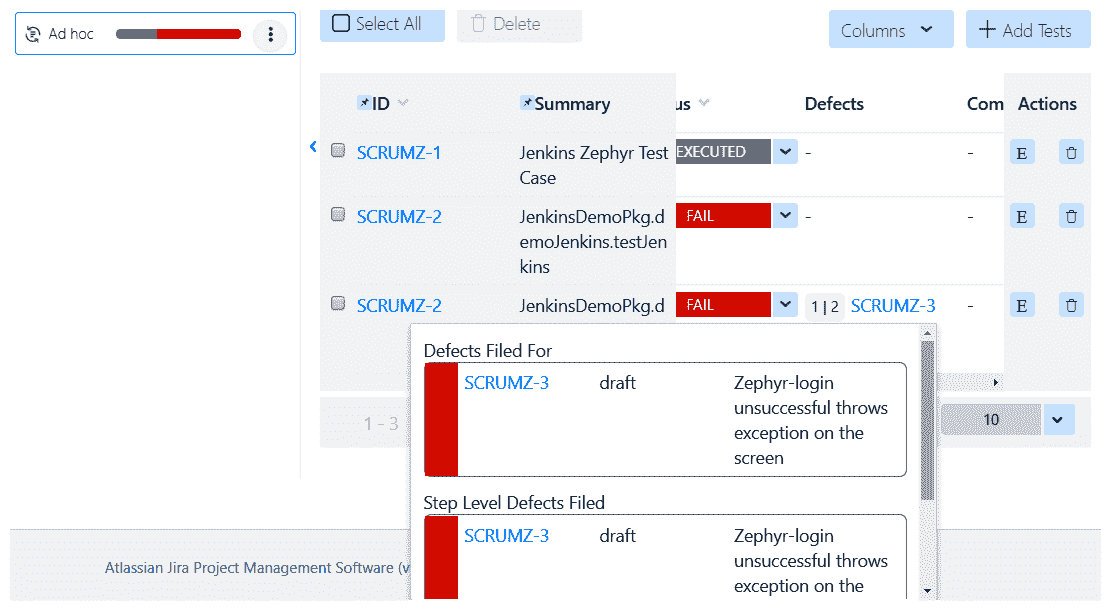 Ad hoc
Select All
Delete
Columns
Add Tests
ID
Summary
us
Defects
Com
Actions
SCRUMZ-1
Jenkins Zephyr Test
Case
EXECUTED
-
-
E
SCRUMZ-2
JenkinsDemoPkg.d
emoJenkins.testJen
kins
FAIL
-
-
E
SCRUMZ-2
JenkinsDemoPkg.d
FAIL
1 | 2
SCRUMZ-3
-
E
Defects Filed For
SCRUMZ-3
draft
Zephyr-login
unsuccessful throws
exception on the
screen
1 - 3
10
Step Level Defects Filed
SCRUMZ-3
draft
Zephyr-login
unsuccessful throws
exception on the
Atlassian Jira Project Management Software (v